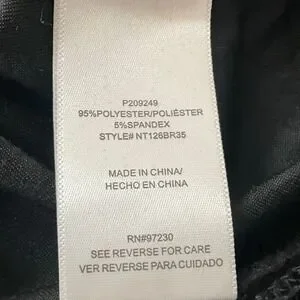 P209249
95%POLYESTER/POLIÉSTER
5%SPANDEX
STYLE# NT126BR35
MADE IN CHINA/
HECHO EN CHINA
RN#97230
SEE REVERSE FOR CARE
VER REVERSE PARA CUIDADO